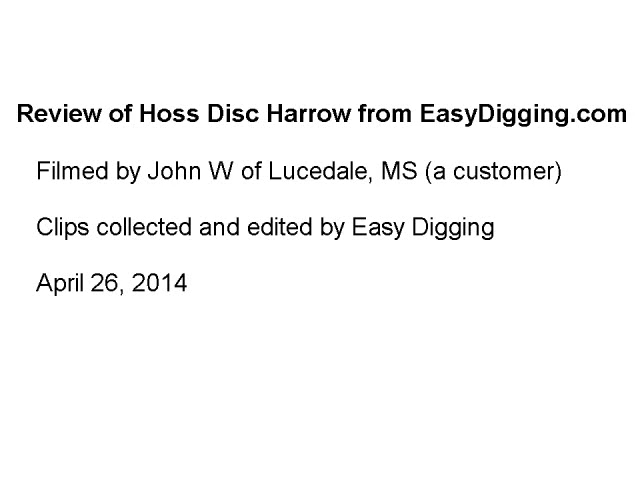 Review of Hoss Disc Harrow from EasyDigging.com
Filmed by John W of Lucedale, MS (a customer)
Clips collected and edited by Easy Digging
April 26, 2014